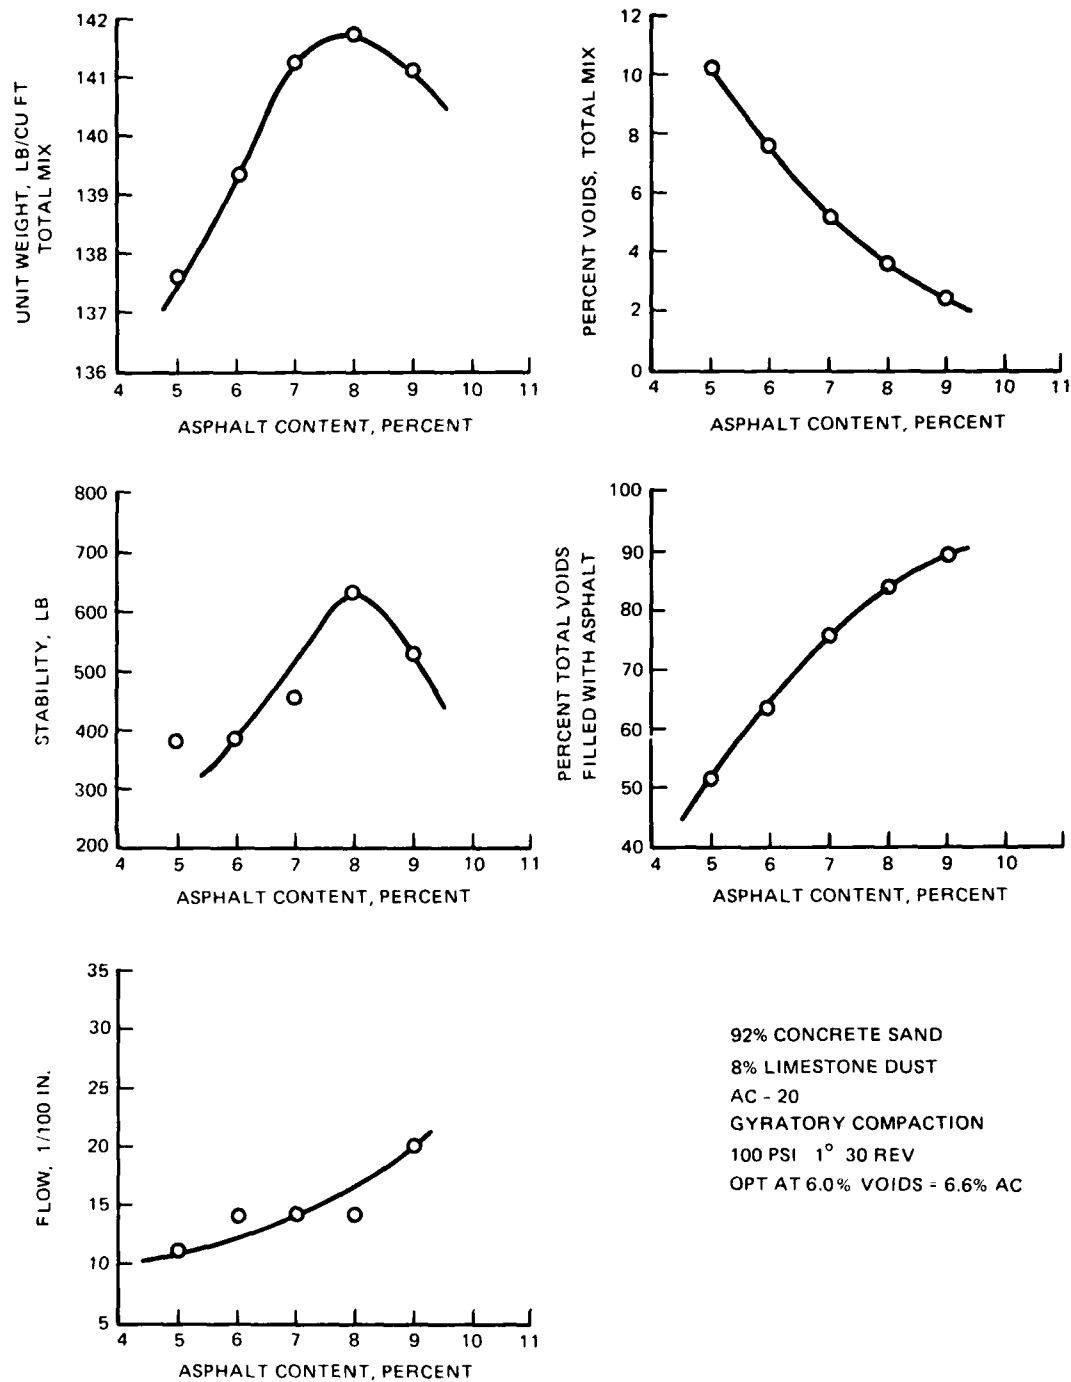 142
141
140
139
138
137
136
UNIT WEIGHT, LB/CU FT
TOTAL MIX
4 5 6 7 8 9 10 11
ASPHALT CONTENT, PERCENT
12
10
8
6
4
2
0
PERCENT VOIDS, TOTAL MIX
4 5 6 7 8 9 10 11
ASPHALT CONTENT, PERCENT
800
700
600
500
400
300
200
STABILITY, LB
4 5 6 7 8 9 10 11
ASPHALT CONTENT, PERCENT
100
90
80
70
60
50
40
PERCENT TOTAL VOIDS
FILLED WITH ASPHALT
4 5 6 7 8 9 10 11
ASPHALT CONTENT, PERCENT
35
30
25
20
15
10
5
FLOW, 1/100 IN.
4 5 6 7 8 9 10 11
ASPHALT CONTENT, PERCENT
92% CONCRETE SAND
8% LIMESTONE DUST
AC - 20
GYRATORY COMPACTION
100 PSI 1° 30 REV
OPT AT 6.0% VOIDS = 6.6% AC